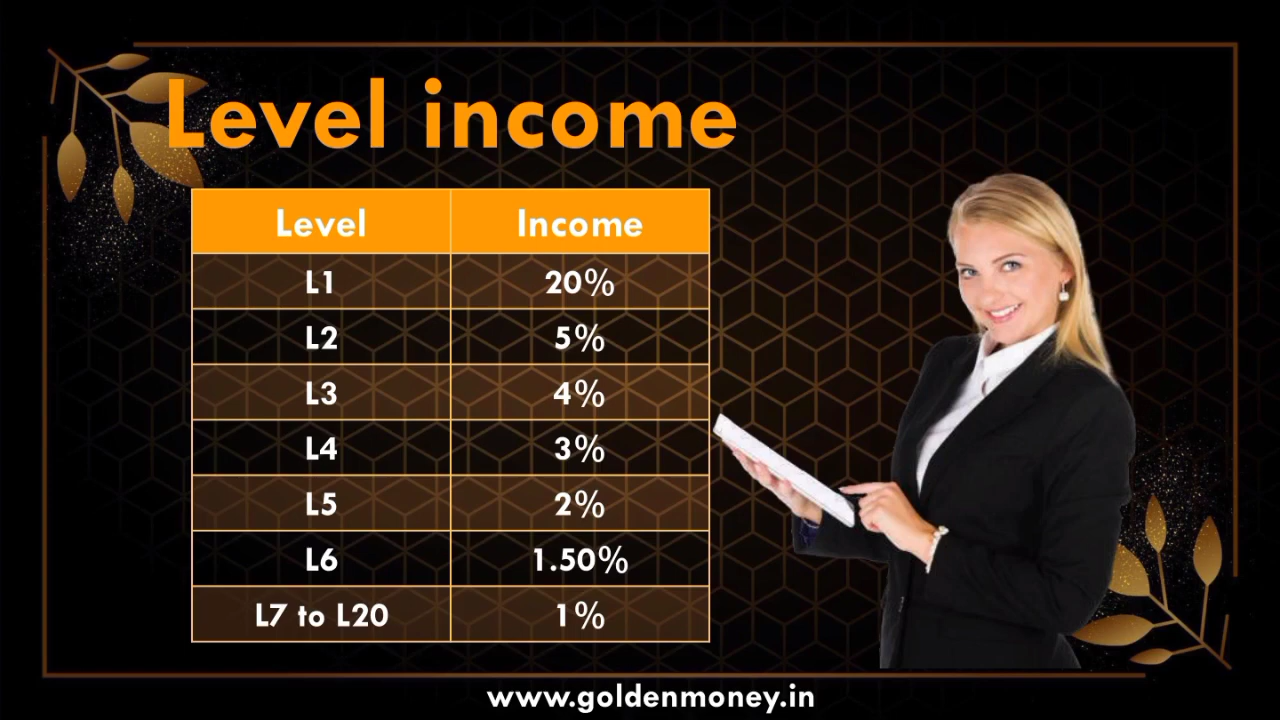 Level income
Level Income
L1 20%
L2 5%
L3 4%
L4 3%
L5 2%
L6 1.50%
L7 to L20 1%
www.goldenmoney.in